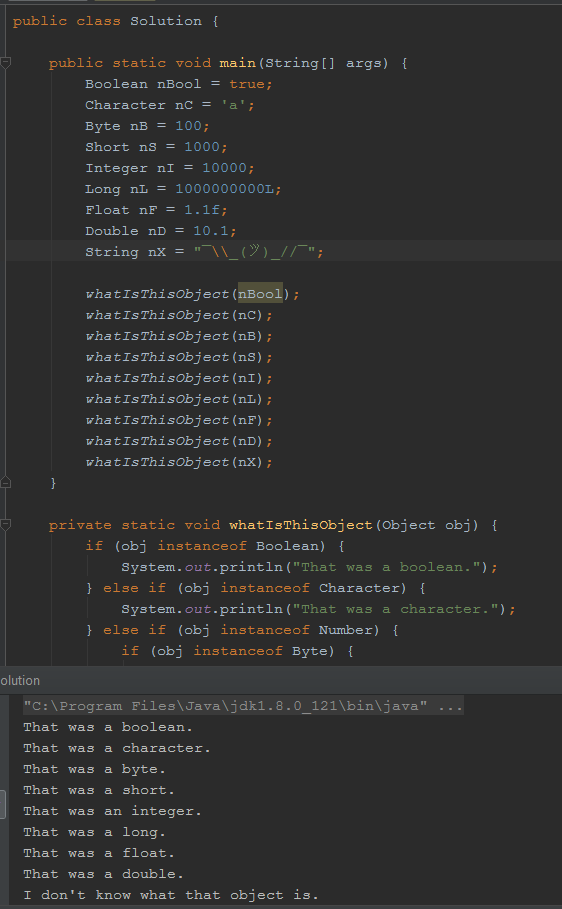 public class Solution {
public static void main(String[] args) {
Boolean nBool = true;
Character nC = 'a';
Byte nB = 100;
Short nS = 1000;
Integer nI = 10000;
Long nL = 1000000000L;
Float nF = 1.1f;
Double nD = 10.1;
String nX = "¯\\_(ツ)_//¯";
whatIsThisObject(nBool);
whatIsThisObject(nC);
whatIsThisObject(nB);
whatIsThisObject(nS);
whatIsThisObject(nI);
whatIsThisObject(nL);
whatIsThisObject(nF);
whatIsThisObject(nD);
whatIsThisObject(nX);
}
private static void whatIsThisObject(Object obj) {
if (obj instanceof Boolean) {
System.out.println("That was a boolean.");
} else if (obj instanceof Character) {
System.out.println("That was a character.");
} else if (obj instanceof Number) {
if (obj instanceof Byte) {
olution
"C:\Program Files\Java\jdk1.8.0_121\bin\java" ...
That was a boolean.
That was a character.
That was a byte.
That was a short.
That was an integer.
That was a long.
That was a float.
That was a double.
I don't know what that object is.